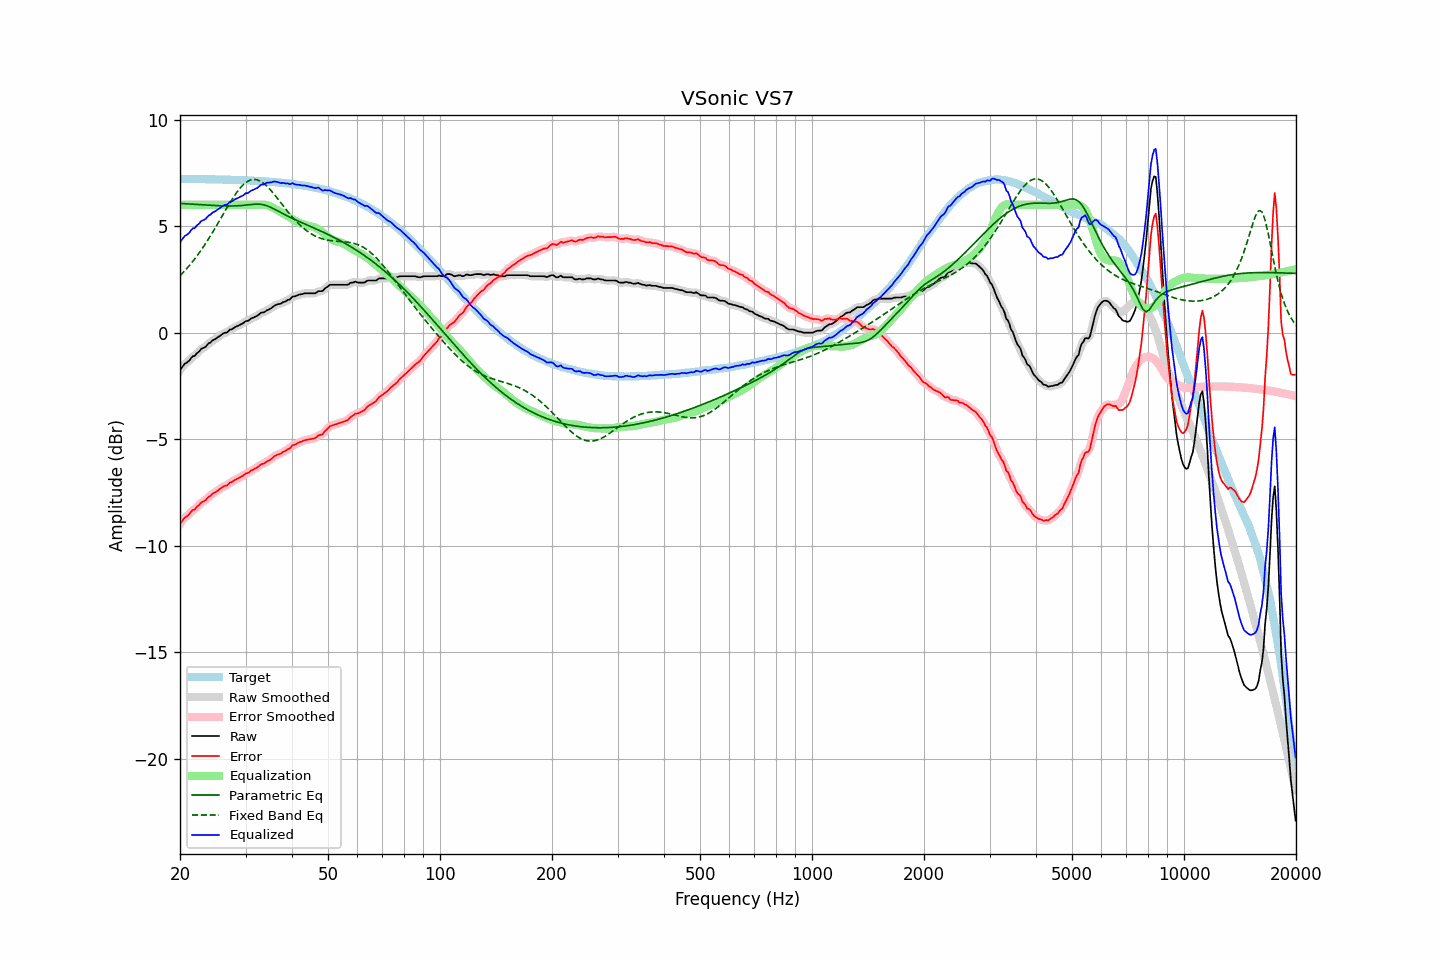 VSonic VS7
Amplitude (dBr)
10
5
0
−5
−10
−15
−20
Target
Raw Smoothed
Error Smoothed
Raw
Error
Equalization
Parametric Eq
Fixed Band Eq
Equalized
20 50 100 200 500 1000 2000 5000 10000 20000
Frequency (Hz)